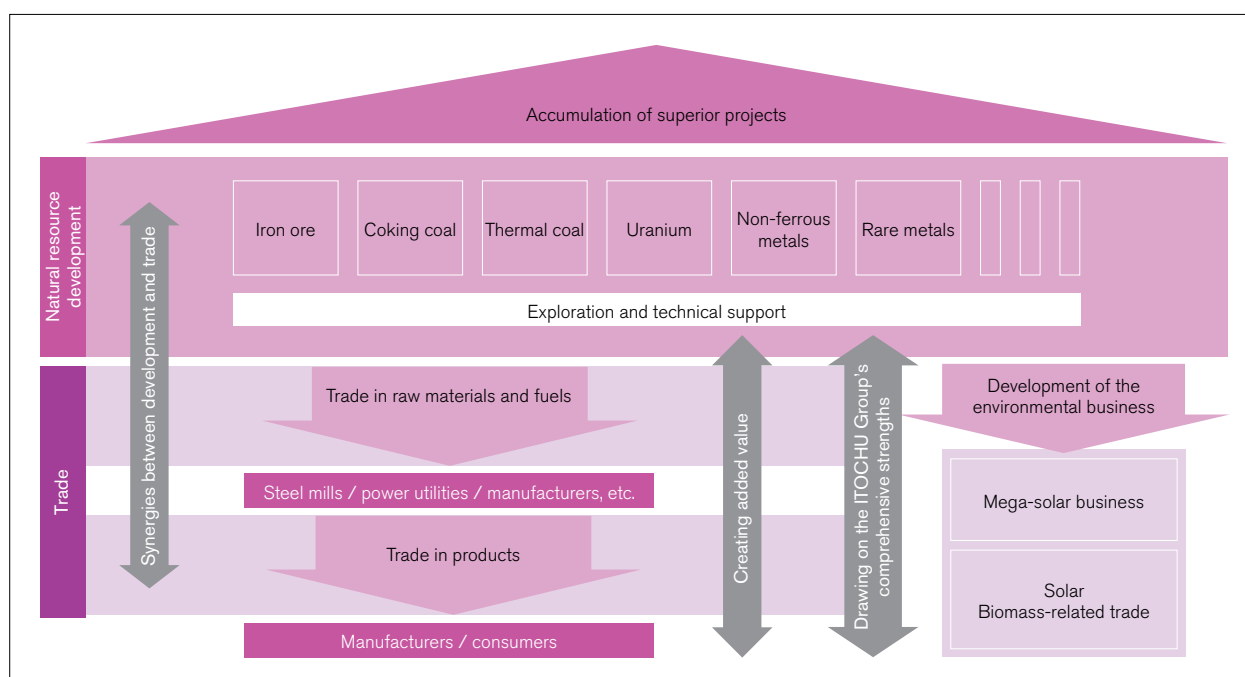 Accumulation of superior projects
Natural resource
development
Synergies between development and trade
Iron ore
Coking coal
Thermal coal
Uranium
Non-ferrous
metals
Rare metals
Exploration and technical support
Trade
Trade in raw materials and fuels
Steel mills / power utilities / manufacturers, etc.
Trade in products
Manufacturers / consumers
Creating added value
Drawing on the ITOCHU Group’s
comprehensive strengths
Development of the
environmental business
Mega-solar business
Solar
Biomass-related trade